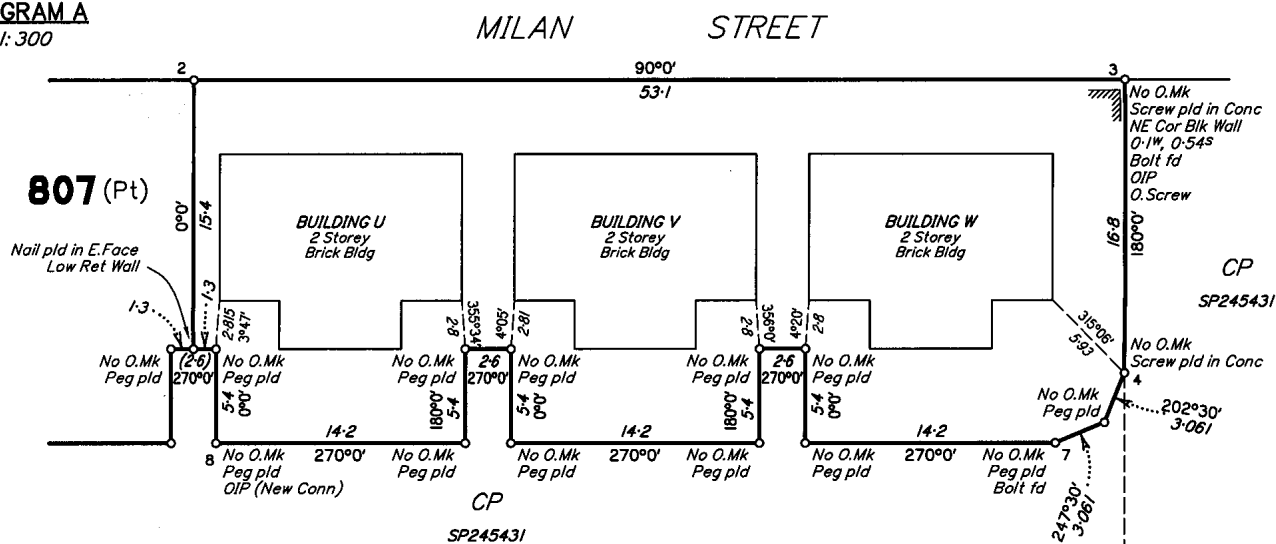 GRAM A
1:300
MILAN STREET
2
90°0'
3
53·1
No O.Mk
Screw pld in Conc
NE Cor Blk Wall
0·1W, 0·54S
Bolt fd
OIP
O.Screw
807 (Pt)
0°0'
15·4
BUILDING U
2 Storey
Brick Bldg
BUILDING V
2 Storey
Brick Bldg
BUILDING W
2 Storey
Brick Bldg
16·8
180°0'
CP
SP245431
Nail pld in E.Face
Low Ret Wall
1·3
1·3
2·815
3°47'
355°34'
2·8
4°05'
2·81
356°0'
2·8
4°20'
2·8
315°06'
5·93
No O.Mk
Screw pld in Conc
4
No O.Mk
Peg pld
(2·6)
270°0'
No O.Mk
Peg pld
No O.Mk
Peg pld
2·6
270°0'
No O.Mk
Peg pld
No O.Mk
Peg pld
2·6
270°0'
No O.Mk
Peg pld
No O.Mk
Peg pld
202°30'
3·061
5·4
0°0'
180°0'
5·4
5·4
0°0'
180°0'
5·4
5·4
0°0'
14·2
270°0'
14·2
270°0'
14·2
270°0'
8
No O.Mk
Peg pld
OIP (New Conn)
No O.Mk
Peg pld
No O.Mk
Peg pld
No O.Mk
Peg pld
No O.Mk
Peg pld
No O.Mk
Peg pld
Bolt fd
7
247°30'
3·061
CP
SP245431